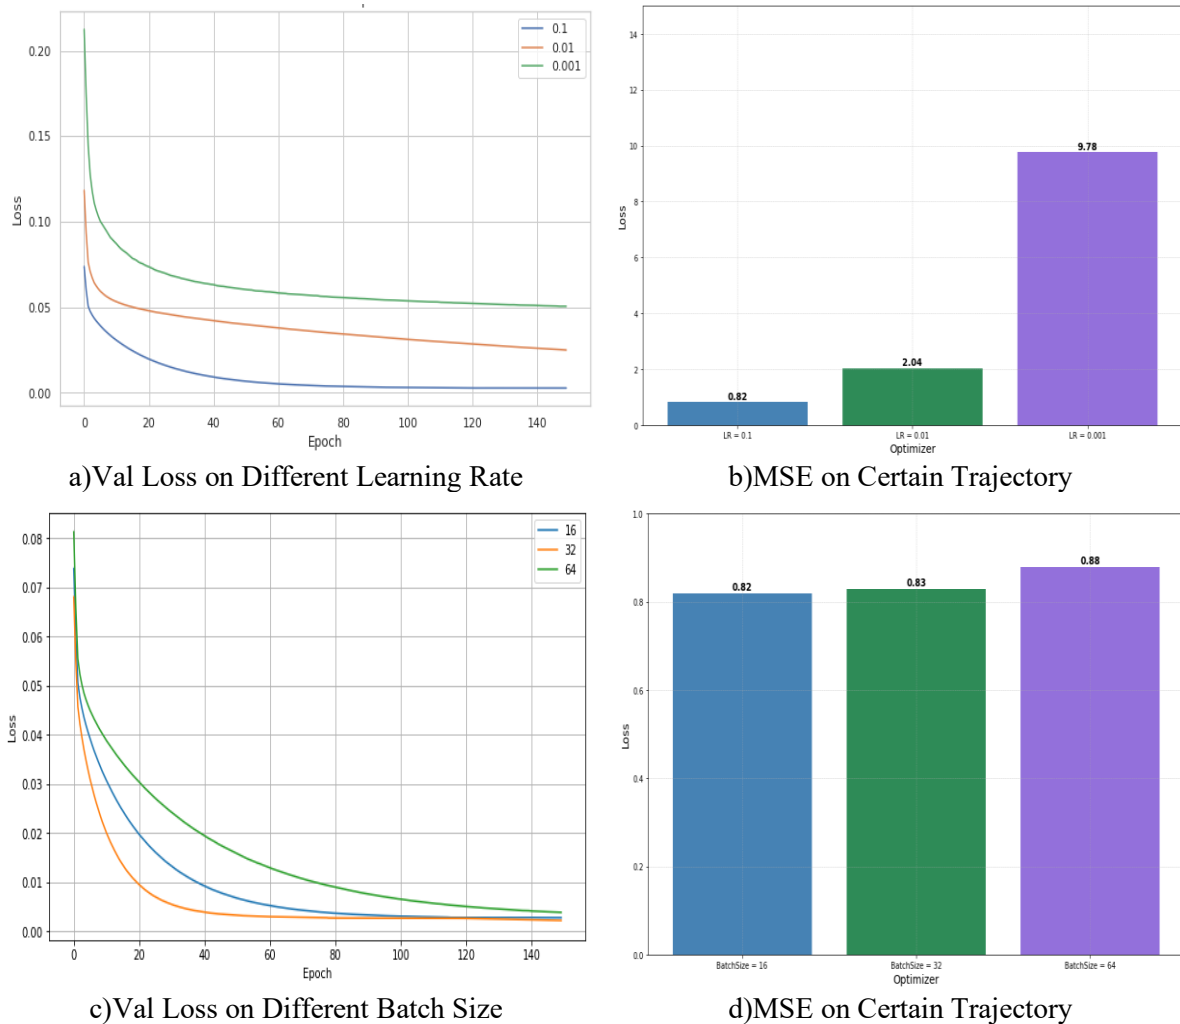 0.1
0.01
0.001
0.20
0.15
0.10
0.05
0.00
Loss
0 20 40 60 80 100 120 140
Epoch
a)Val Loss on Different Learning Rate
14
12
10
8
6
4
2
0
Loss
0.82
2.04
9.78
LR = 0.1 LR = 0.01 LR = 0.001
Optimizer
b)MSE on Certain Trajectory
16
32
64
0.08
0.07
0.06
0.05
0.04
0.03
0.02
0.01
0.00
Loss
0 20 40 60 80 100 120 140
Epoch
c)Val Loss on Different Batch Size
1.0
0.8
0.6
0.4
0.2
0.0
Loss
0.82
0.83
0.88
BatchSize = 16 BatchSize = 32 BatchSize = 64
Optimizer
d)MSE on Certain Trajectory